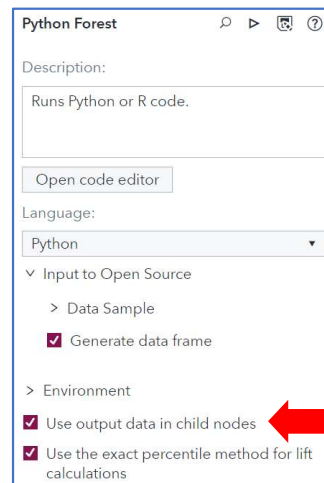 Python Forest
Description:
Runs Python or R code.
Open code editor
Language:
Python
Input to Open Source
Data Sample
Generate data frame
Environment
Use output data in child nodes
Use the exact percentile method for lift
calculations